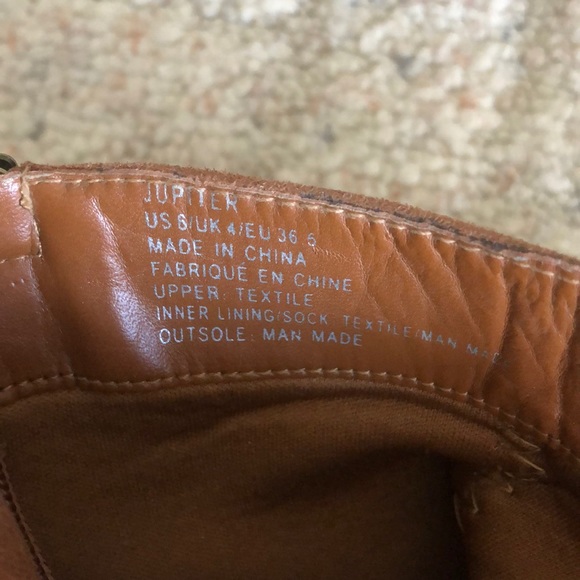 JUPITER
US 6/UK 4/EU 36.5
MADE IN CHINA
FABRIQUÉ EN CHINE
UPPER: TEXTILE
INNER LINING/SOCK: TEXTILE/MAN MADE
OUTSOLE: MAN MADE